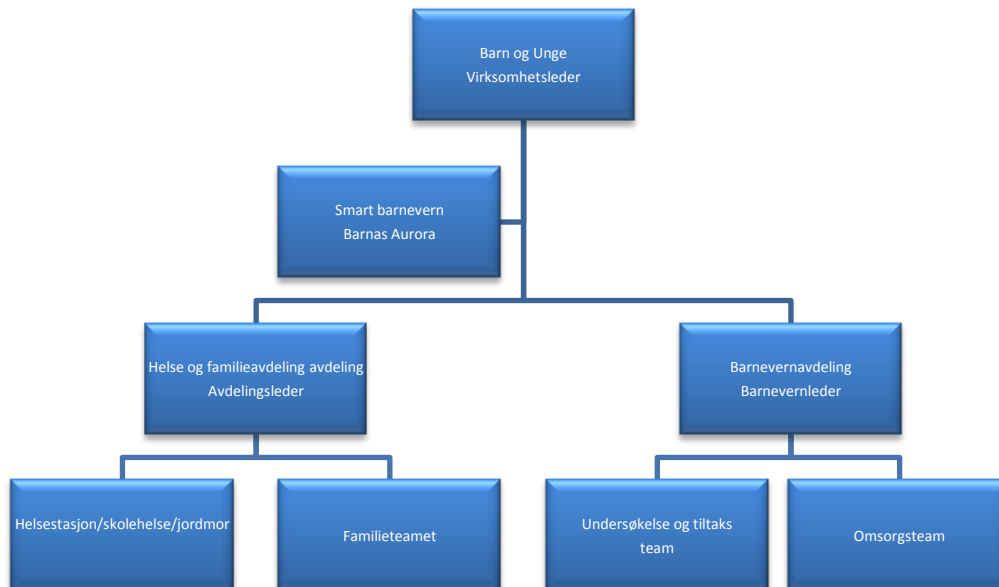 Barn og Unge
Virksomhetsleder
Smart barnevern
Barnas Aurora
Helse og familieavdeling avdeling
Avdelingsleder
Barnevernavdeling
Barnevernleder
Helsestasjon/skolehelse/jordmor
Familieteamet
Undersøkelse og tiltaks
team
Omsorgsteam